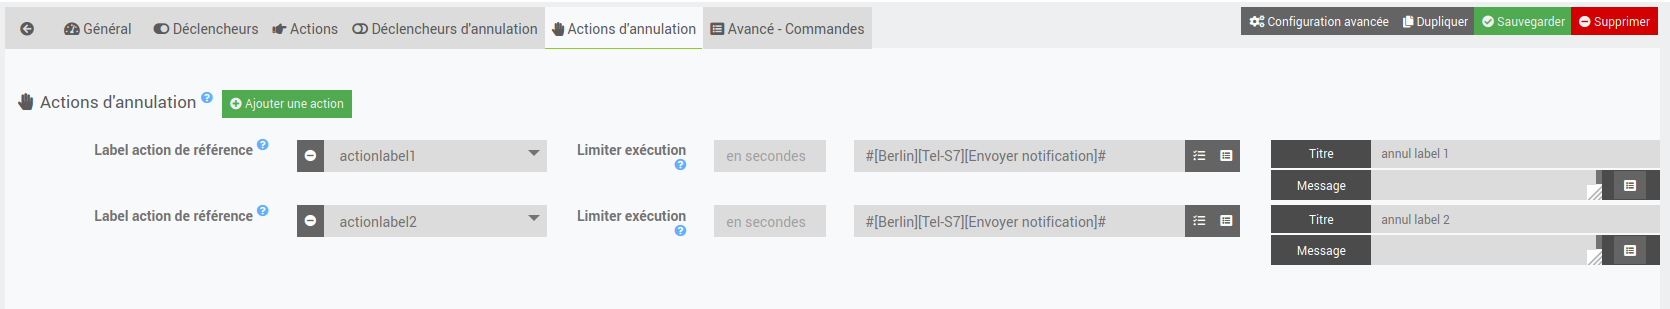 Général Déclencheurs Actions Déclencheurs d'annulation Actions d'annulation Avancé - Commandes Configuration avancée Dupliquer Sauvegarder Supprimer
Actions d'annulation ? Ajouter une action
Label action de référence ? actionlabel1 Limiter exécution ? en secondes #[Berlin][Tel-S7][Envoyer notification]# Titre annul label 1
Message
Label action de référence ? actionlabel2 Limiter exécution ? en secondes #[Berlin][Tel-S7][Envoyer notification]# Titre annul label 2
Message